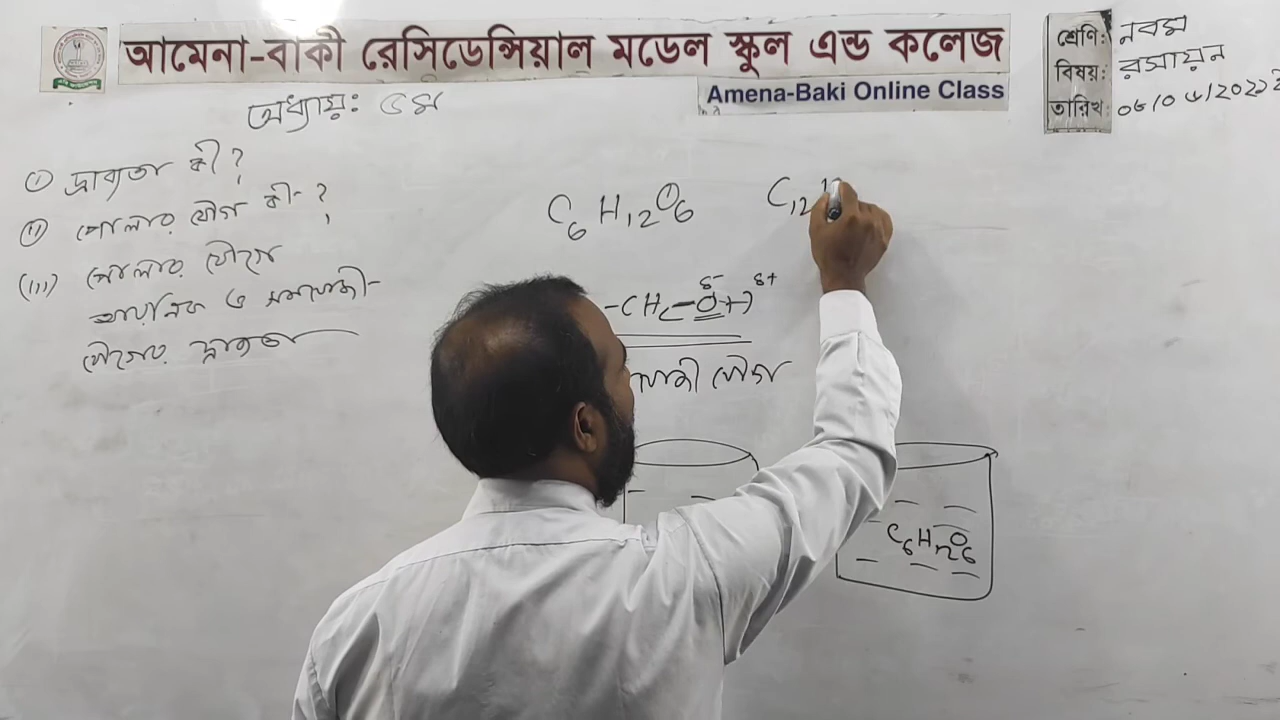 আমেনা-বাকী রেসিডেন্সিয়াল মডেল স্কুল এন্ড কলেজ
Amena-Baki Online Class
শ্রেণি: নবম
বিষয়: রসায়ন
তারিখ:
অধ্যায়: ৫ম
(i) দ্রাব্যতা কী?
(ii) পোলার যৌগ কী?
(iii) পোলার যৌগে
আয়নিক ও সমযোজী
যৌগের দ্রাব্যতা
C6H12O6 C12
যৌগ
C6H12O6